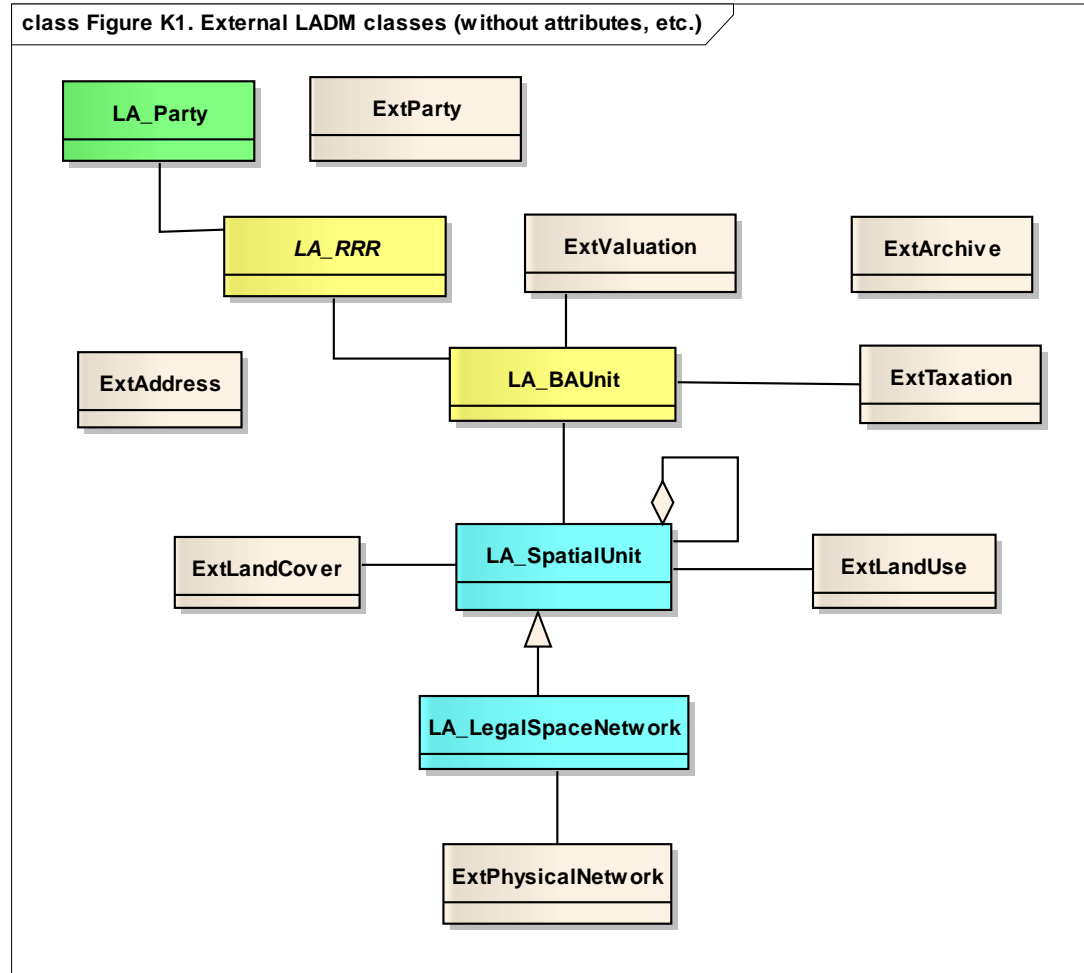 class Figure K1. External LADM classes (without attributes, etc.)
LA_Party
ExtParty
LA_RRR
ExtValuation
ExtArchive
ExtAddress
LA_BAUnit
ExtTaxation
ExtLandCover
LA_SpatialUnit
ExtLandUse
LA_LegalSpaceNetwork
ExtPhysicalNetwork